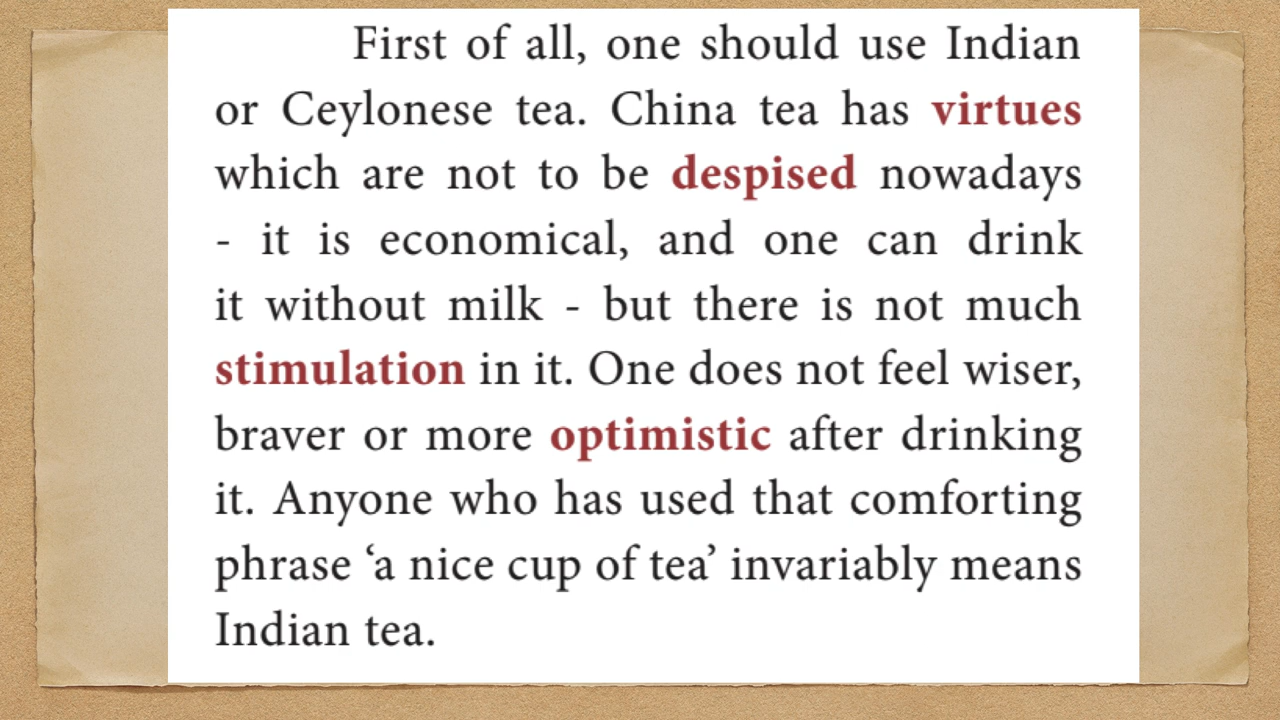 First of all, one should use Indian
or Ceylonese tea. China tea has virtues
which are not to be despised nowadays
- it is economical, and one can drink
it without milk - but there is not much
stimulation in it. One does not feel wiser,
braver or more optimistic after drinking
it. Anyone who has used that comforting
phrase ‘a nice cup of tea’ invariably means
Indian tea.